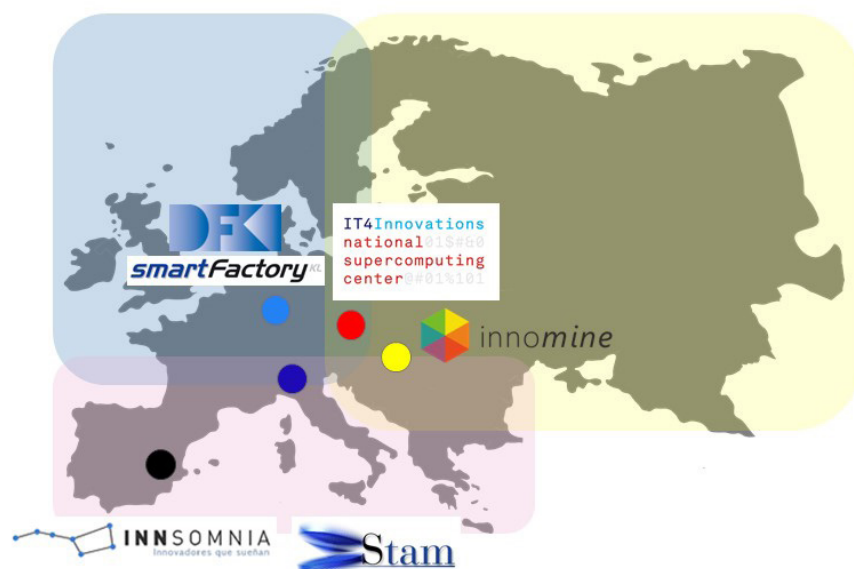 DFKI
smartFactory KL
IT4Innovations
national01$#&0
supercomputing
center@#01%101
innomine
INNSOMNIA
Innovadores que sueñan
Stam